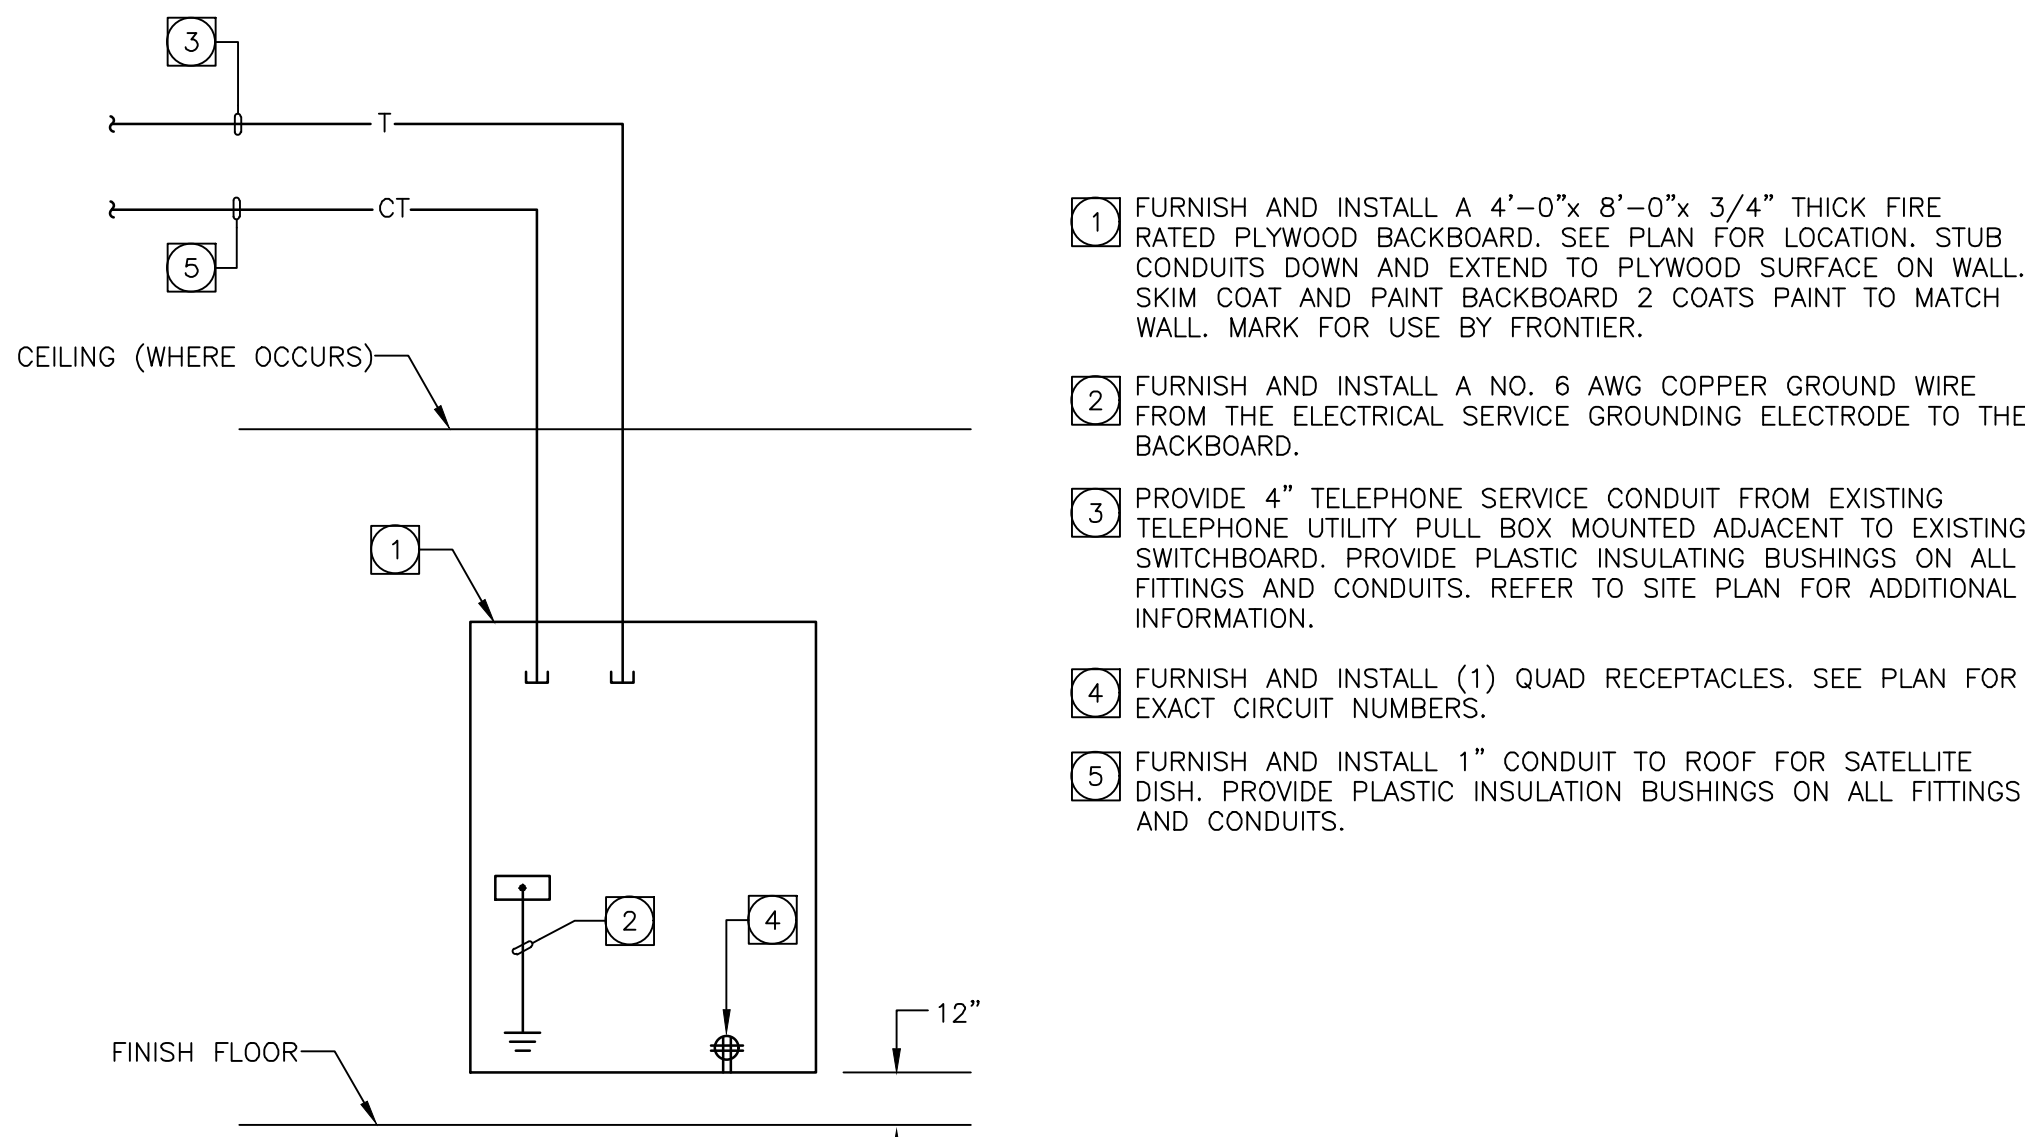 3
T
CT
5
CEILING (WHERE OCCURS)
1
2
4
12"
FINISH FLOOR
1
FURNISH AND INSTALL A 4'-0"x 8'-0"x 3/4" THICK FIRE
RATED PLYWOOD BACKBOARD. SEE PLAN FOR LOCATION. STUB
CONDUITS DOWN AND EXTEND TO PLYWOOD SURFACE ON WALL.
SKIM COAT AND PAINT BACKBOARD 2 COATS PAINT TO MATCH
WALL. MARK FOR USE BY FRONTIER.
2
FURNISH AND INSTALL A NO. 6 AWG COPPER GROUND WIRE
FROM THE ELECTRICAL SERVICE GROUNDING ELECTRODE TO THE
BACKBOARD.
3
PROVIDE 4" TELEPHONE SERVICE CONDUIT FROM EXISTING
TELEPHONE UTILITY PULL BOX MOUNTED ADJACENT TO EXISTING
SWITCHBOARD. PROVIDE PLASTIC INSULATING BUSHINGS ON ALL
FITTINGS AND CONDUITS. REFER TO SITE PLAN FOR ADDITIONAL
INFORMATION.
4
FURNISH AND INSTALL (1) QUAD RECEPTACLES. SEE PLAN FOR
EXACT CIRCUIT NUMBERS.
5
FURNISH AND INSTALL 1" CONDUIT TO ROOF FOR SATELLITE
DISH. PROVIDE PLASTIC INSULATION BUSHINGS ON ALL FITTINGS
AND CONDUITS.